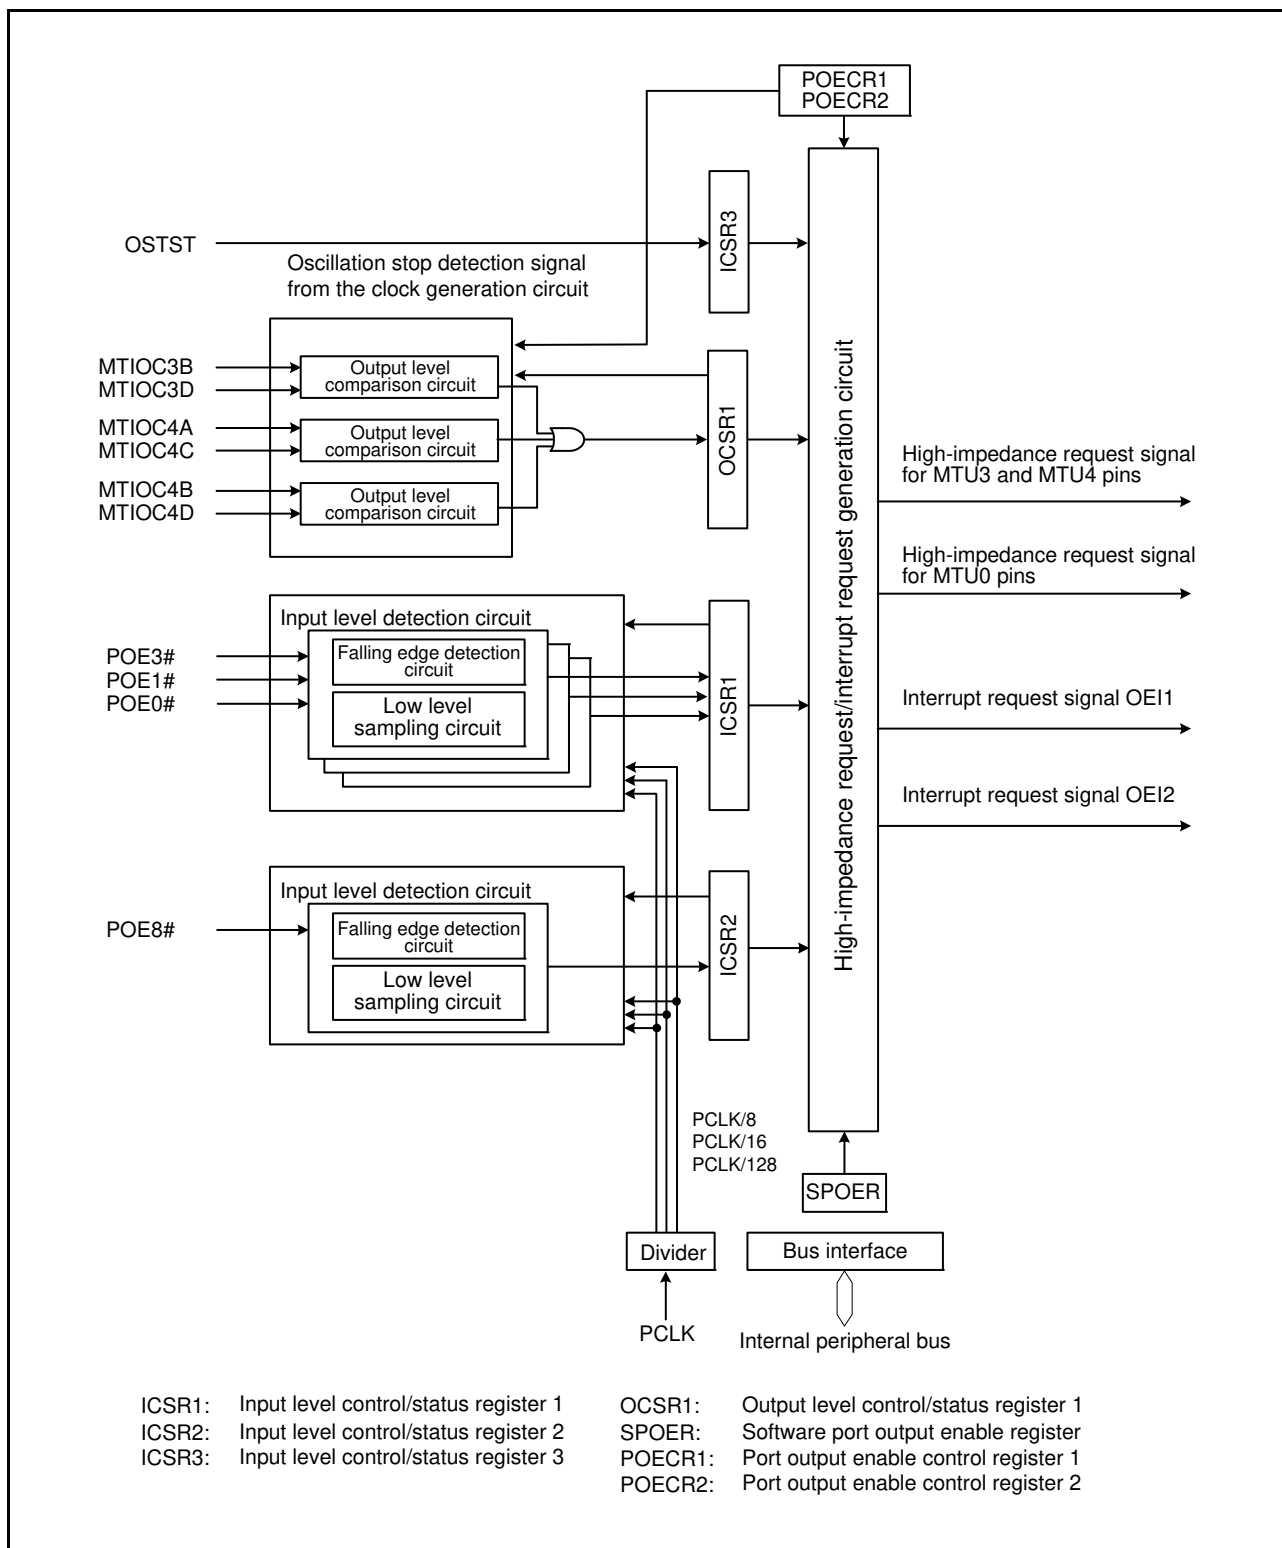 POECR1
POECR2
ICSR3
OSTST
Oscillation stop detection signal
from the clock generation circuit
MTIOC3B
MTIOC3D
Output level
comparison circuit
MTIOC4A
MTIOC4C
Output level
comparison circuit
MTIOC4B
MTIOC4D
Output level
comparison circuit
OCSR1
High-impedance request/interrupt request generation circuit
High-impedance request signal
for MTU3 and MTU4 pins
High-impedance request signal
for MTU0 pins
Input level detection circuit
POE3#
POE1#
POE0#
Falling edge detection
circuit
Low level
sampling circuit
ICSR1
Interrupt request signal OEI1
Interrupt request signal OEI2
Input level detection circuit
POE8#
Falling edge detection
circuit
Low level
sampling circuit
ICSR2
PCLK/8
PCLK/16
PCLK/128
SPOER
Divider
Bus interface
PCLK
Internal peripheral bus
ICSR1: Input level control/status register 1
ICSR2: Input level control/status register 2
ICSR3: Input level control/status register 3
OCSR1: Output level control/status register 1
SPOER: Software port output enable register
POECR1: Port output enable control register 1
POECR2: Port output enable control register 2